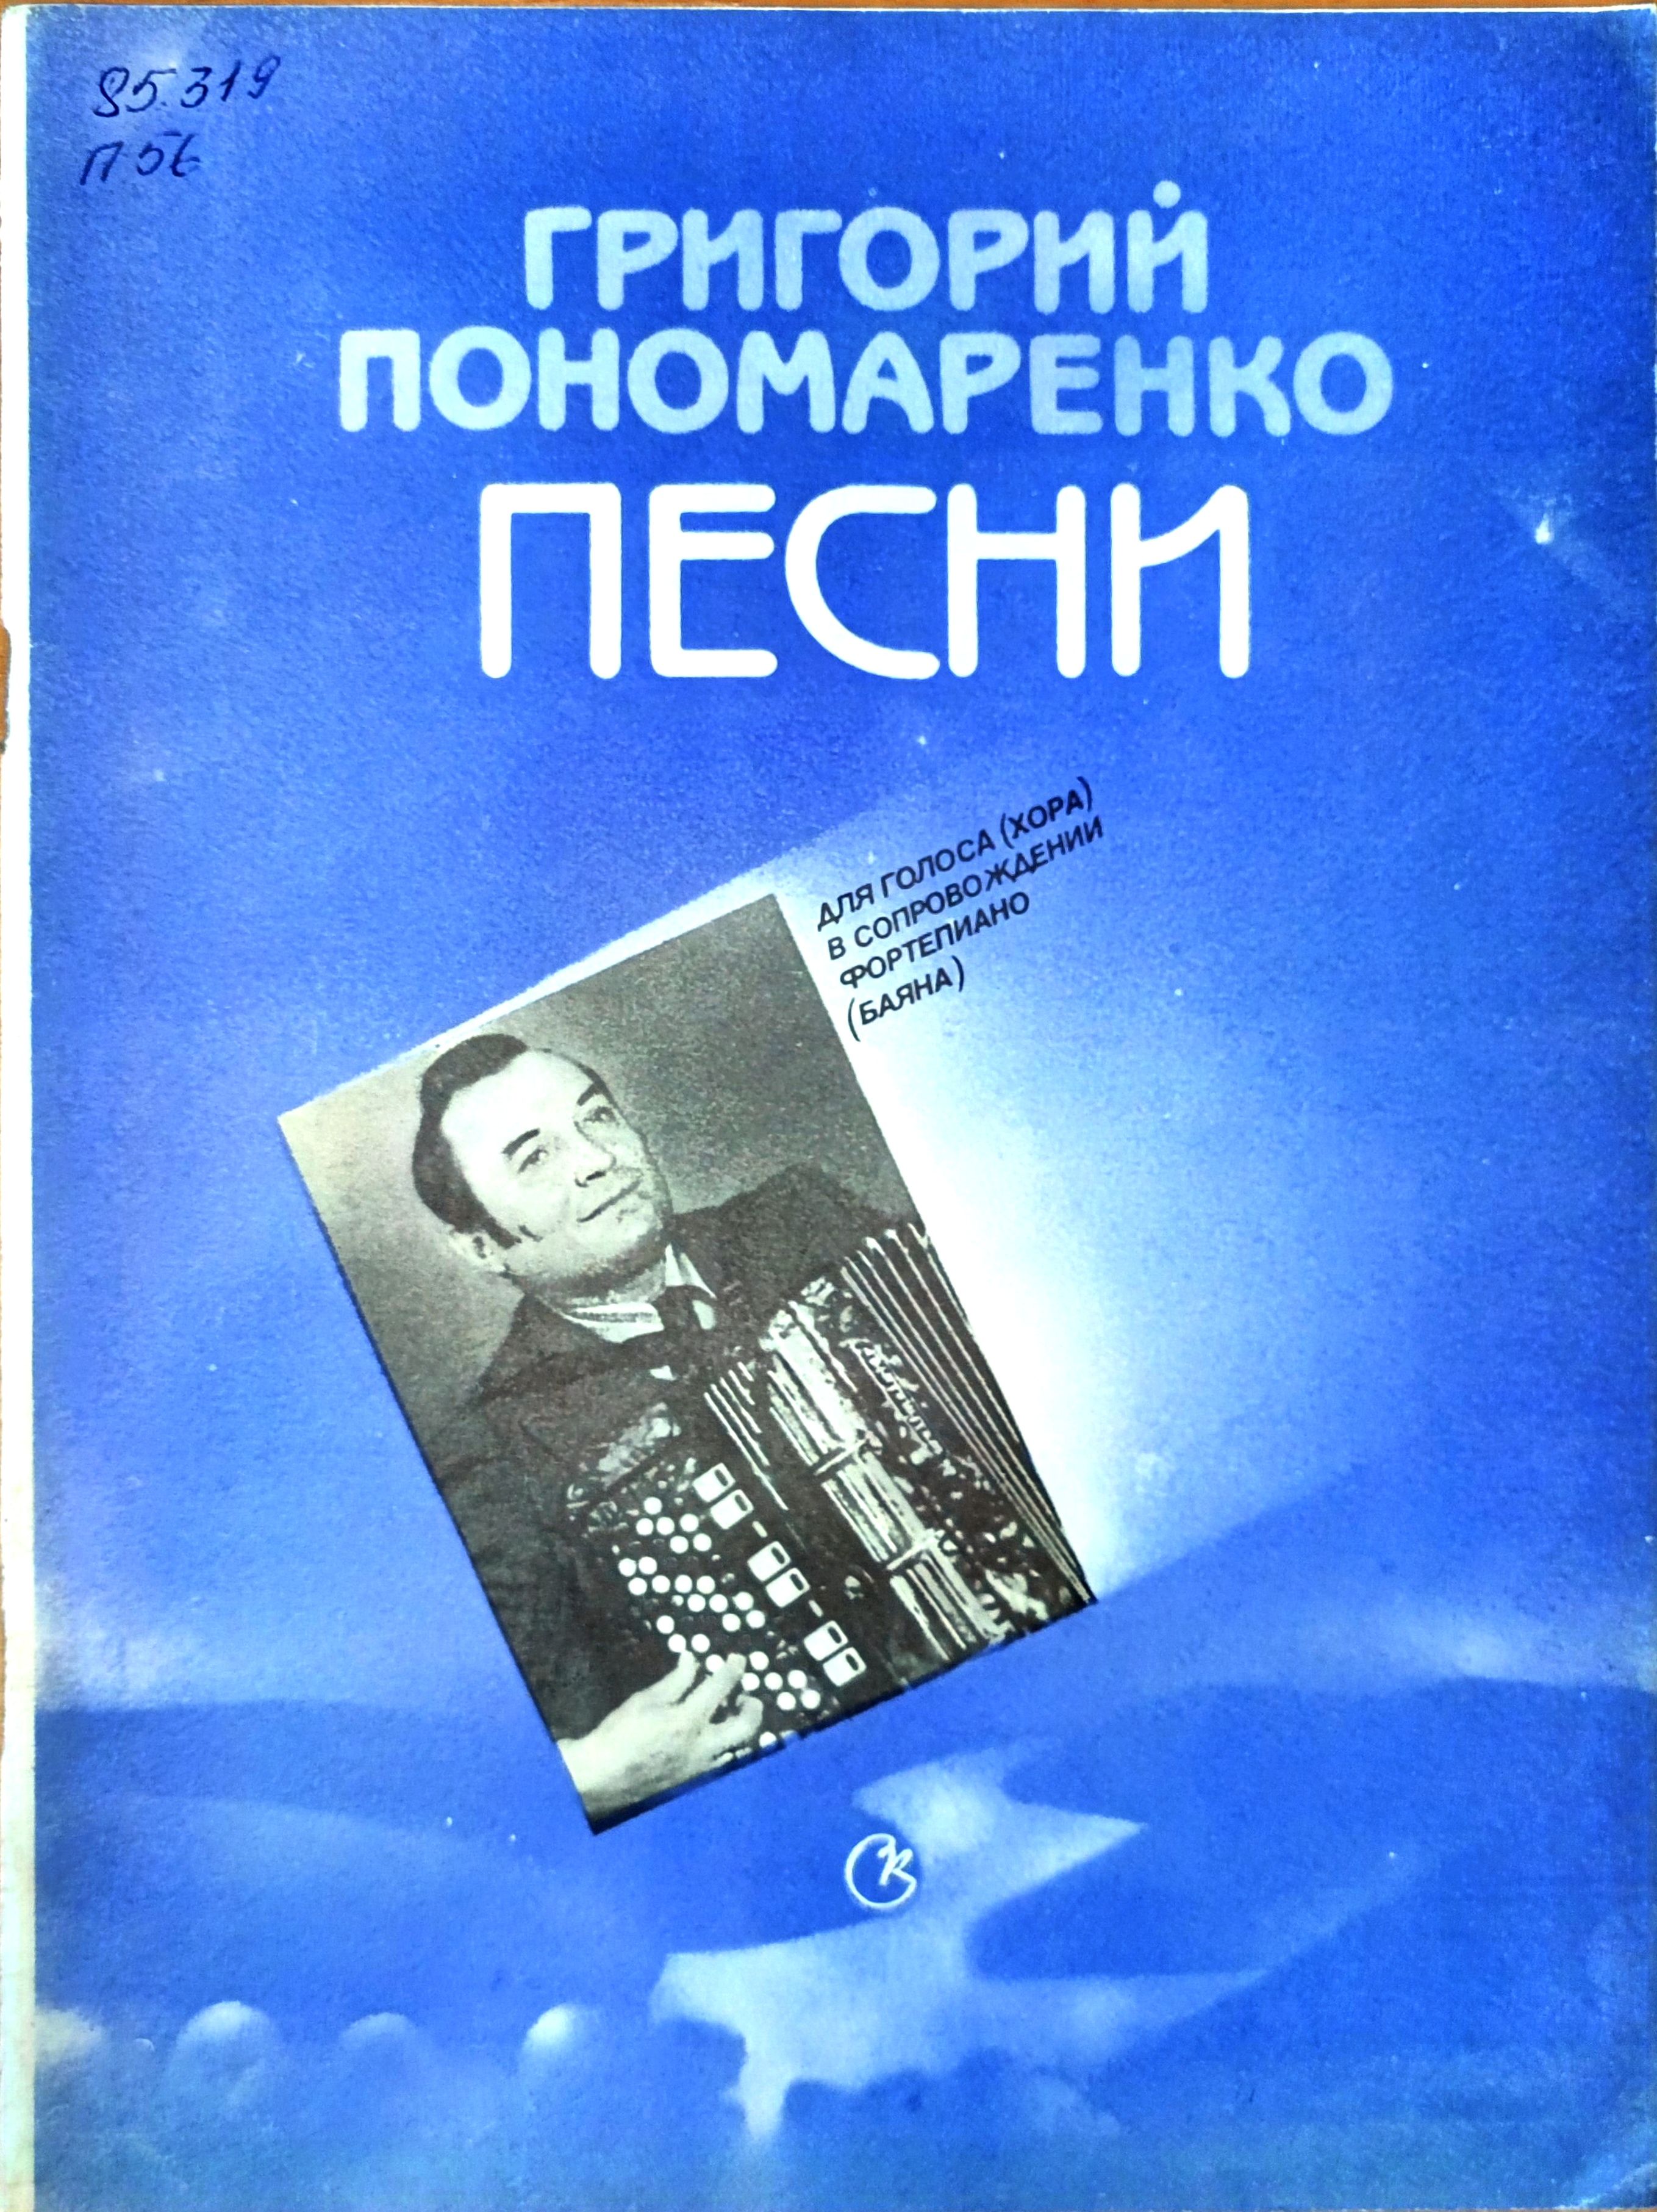 85.319
П 56
ГРИГОРИЙ
ПОНОМАРЕНКО
ПЕСНИ
ДЛЯ ГОЛОСА (ХОРА)
В СОПРОВОЖДЕНИИ
ФОРТЕПИАНО
(БАЯНА)
СК